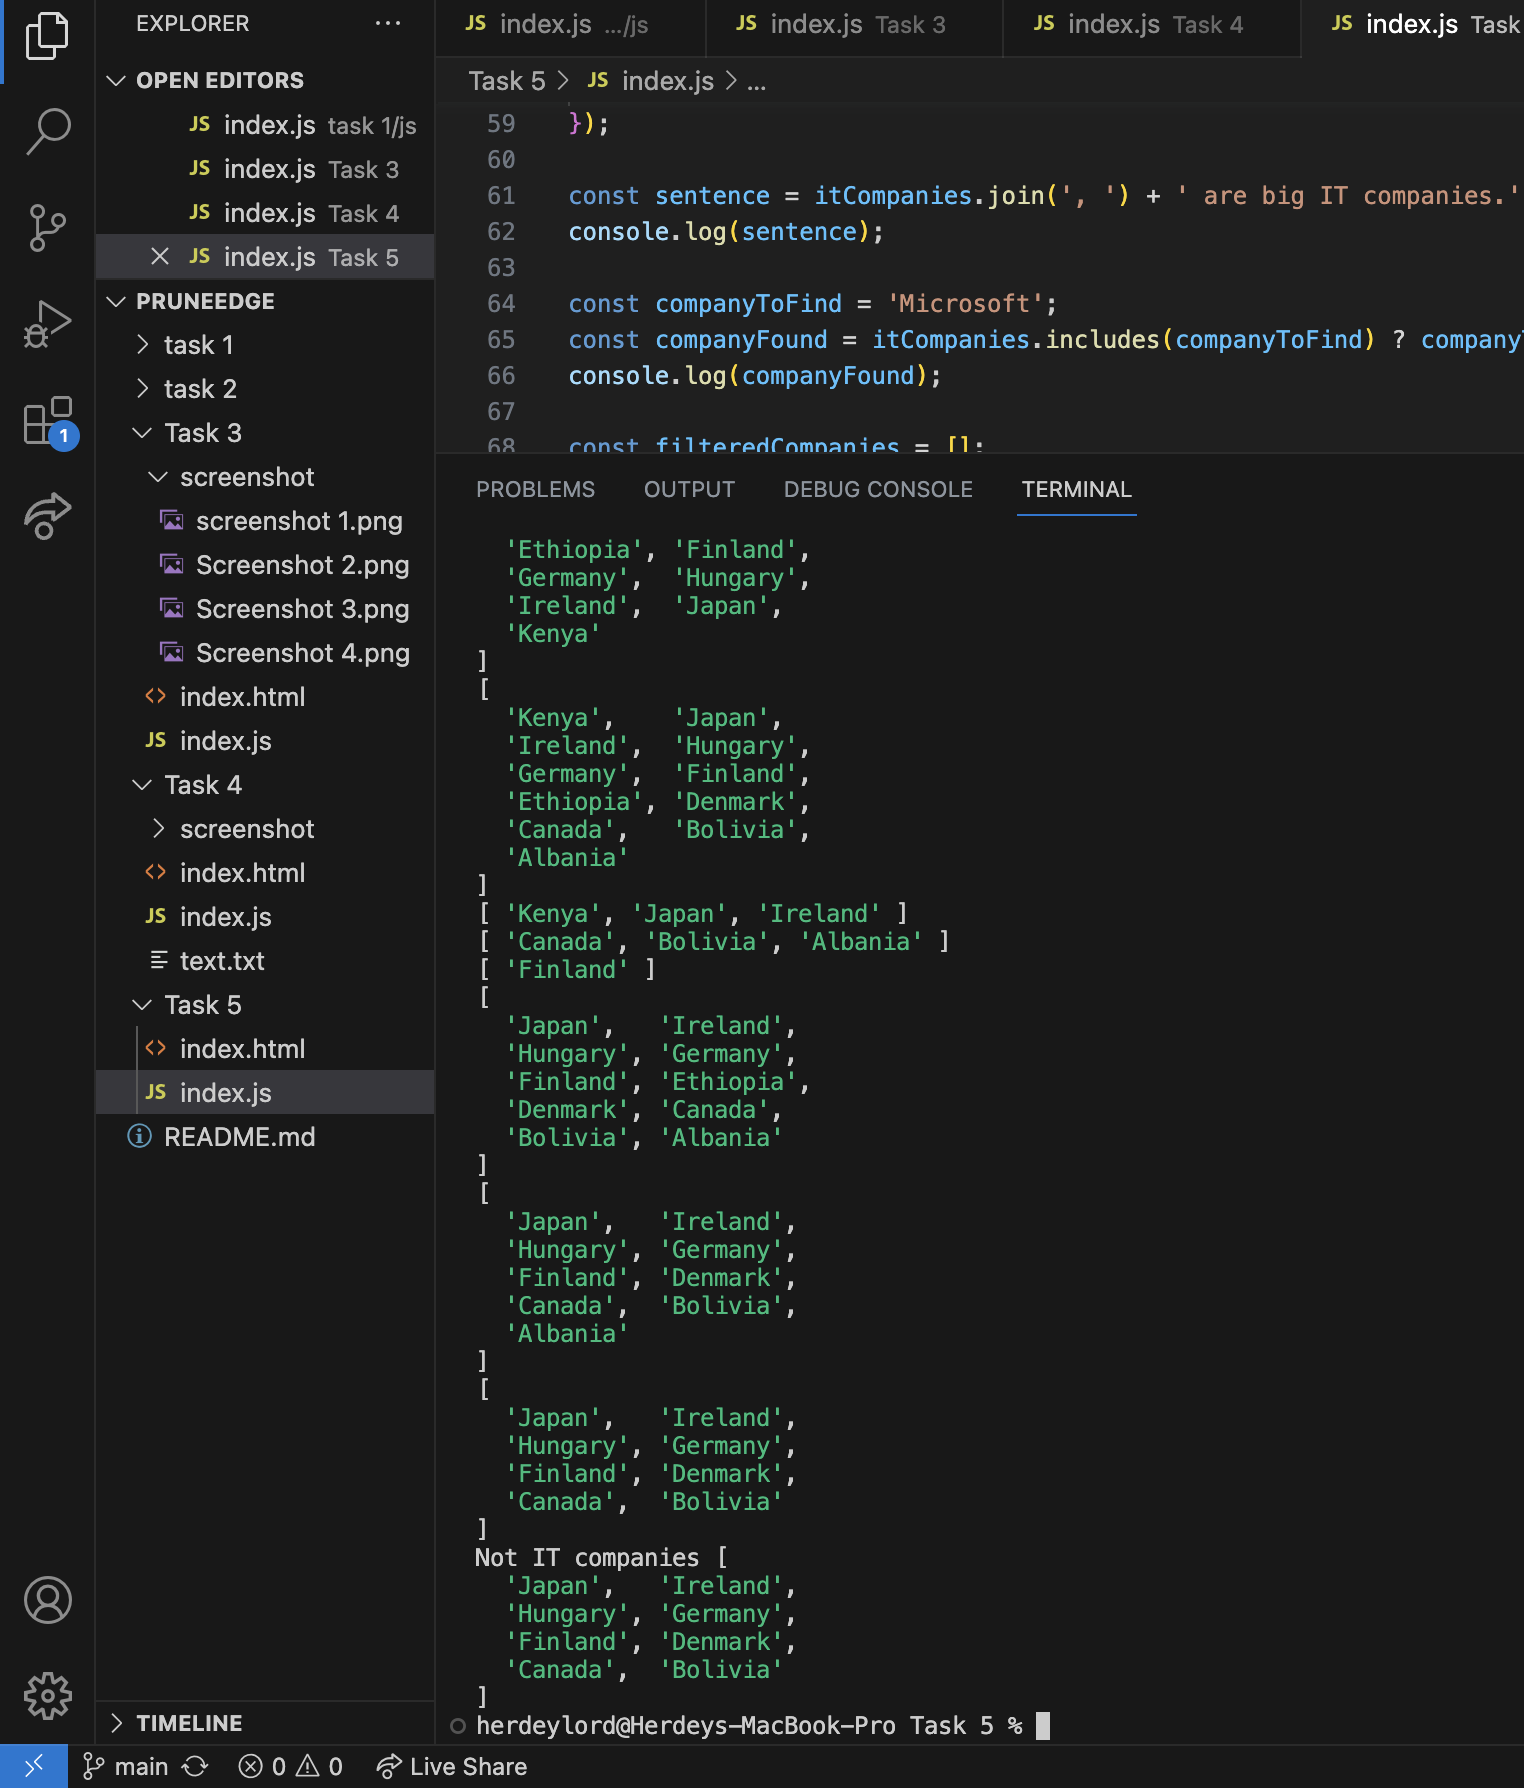 EXPLORER ···
OPEN EDITORS
JS index.js task 1/js
JS index.js Task 3
JS index.js Task 4
JS index.js Task 5
PRUNEEDGE
task 1
task 2
Task 3
screenshot
screenshot 1.png
Screenshot 2.png
Screenshot 3.png
Screenshot 4.png
index.html
JS index.js
Task 4
screenshot
index.html
JS index.js
text.txt
Task 5
index.html
JS index.js
README.md
TIMELINE
1
JS index.js .../js
JS index.js Task 3
JS index.js Task 4
JS index.js Task
Task 5 > JS index.js > ...
59 });
60
61 const sentence = itCompanies.join(', ') + ' are big IT companies.'
62 console.log(sentence);
63
64 const companyToFind = 'Microsoft';
65 const companyFound = itCompanies.includes(companyToFind) ? company
66 console.log(companyFound);
67
68 const filteredCompanies = [];
PROBLEMS OUTPUT DEBUG CONSOLE TERMINAL
'Ethiopia', 'Finland',
'Germany', 'Hungary',
'Ireland', 'Japan',
'Kenya'
]
[
'Kenya', 'Japan',
'Ireland', 'Hungary',
'Germany', 'Finland',
'Ethiopia', 'Denmark',
'Canada', 'Bolivia',
'Albania'
]
[ 'Kenya', 'Japan', 'Ireland' ]
[ 'Canada', 'Bolivia', 'Albania' ]
[ 'Finland' ]
[
'Japan', 'Ireland',
'Hungary', 'Germany',
'Finland', 'Ethiopia',
'Denmark', 'Canada',
'Bolivia', 'Albania'
]
[
'Japan', 'Ireland',
'Hungary', 'Germany',
'Finland', 'Denmark',
'Canada', 'Bolivia',
'Albania'
]
[
'Japan', 'Ireland',
'Hungary', 'Germany',
'Finland', 'Denmark',
'Canada', 'Bolivia'
]
Not IT companies [
'Japan', 'Ireland',
'Hungary', 'Germany',
'Finland', 'Denmark',
'Canada', 'Bolivia'
]
herdeylord@Herdeys-MacBook-Pro Task 5 %
main 0 0 Live Share